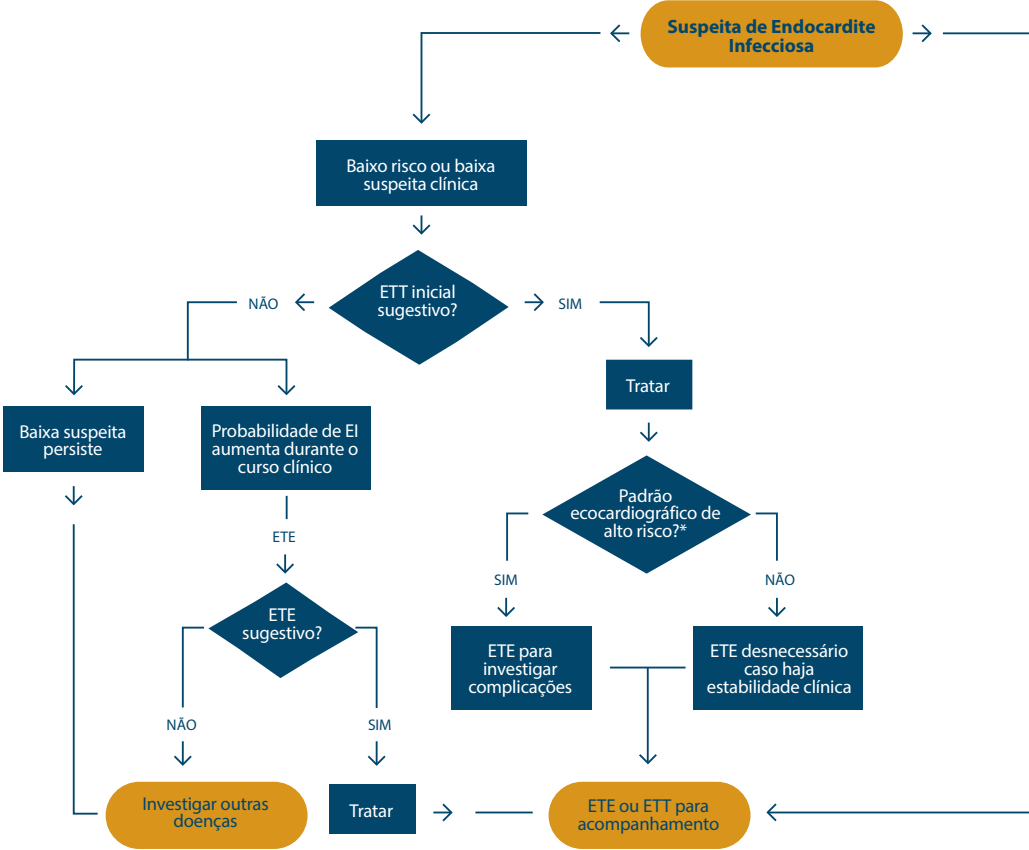 Suspeita de Endocardite
Infecciosa
Baixo risco ou baixa
suspeita clínica
ETT inicial
sugestivo?
NÃO
SIM
Tratar
Baixa suspeita
persiste
Probabilidade de EI
aumenta durante o
curso clínico
Padrão
ecocardiográfico de
alto risco?*
ETE
SIM
NÃO
ETE
sugestivo?
ETE para
investigar
complicações
ETE desnecessário
caso haja
estabilidade clínica
NÃO
SIM
Investigar outras
doenças
Tratar
ETE ou ETT para
acompanhamento